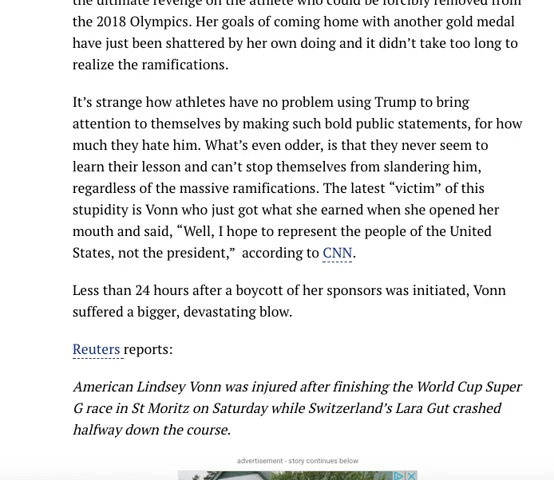 the ultimate revenge on the athlete who could be forcibly removed from
the 2018 Olympics. Her goals of coming home with another gold medal
have just been shattered by her own doing and it didn’t take too long to
realize the ramifications.
It’s strange how athletes have no problem using Trump to bring
attention to themselves by making such bold public statements, for how
much they hate him. What’s even odder, is that they never seem to
learn their lesson and can’t stop themselves from slandering him,
regardless of the massive ramifications. The latest “victim” of this
stupidity is Vonn who just got what she earned when she opened her
mouth and said, “Well, I hope to represent the people of the United
States, not the president,”  according to CNN.
Less than 24 hours after a boycott of her sponsors was initiated, Vonn
suffered a bigger, devastating blow.
Reuters reports:
American Lindsey Vonn was injured after finishing the World Cup Super
G race in St Moritz on Saturday while Switzerland’s Lara Gut crashed
halfway down the course.
advertisement - story continues below